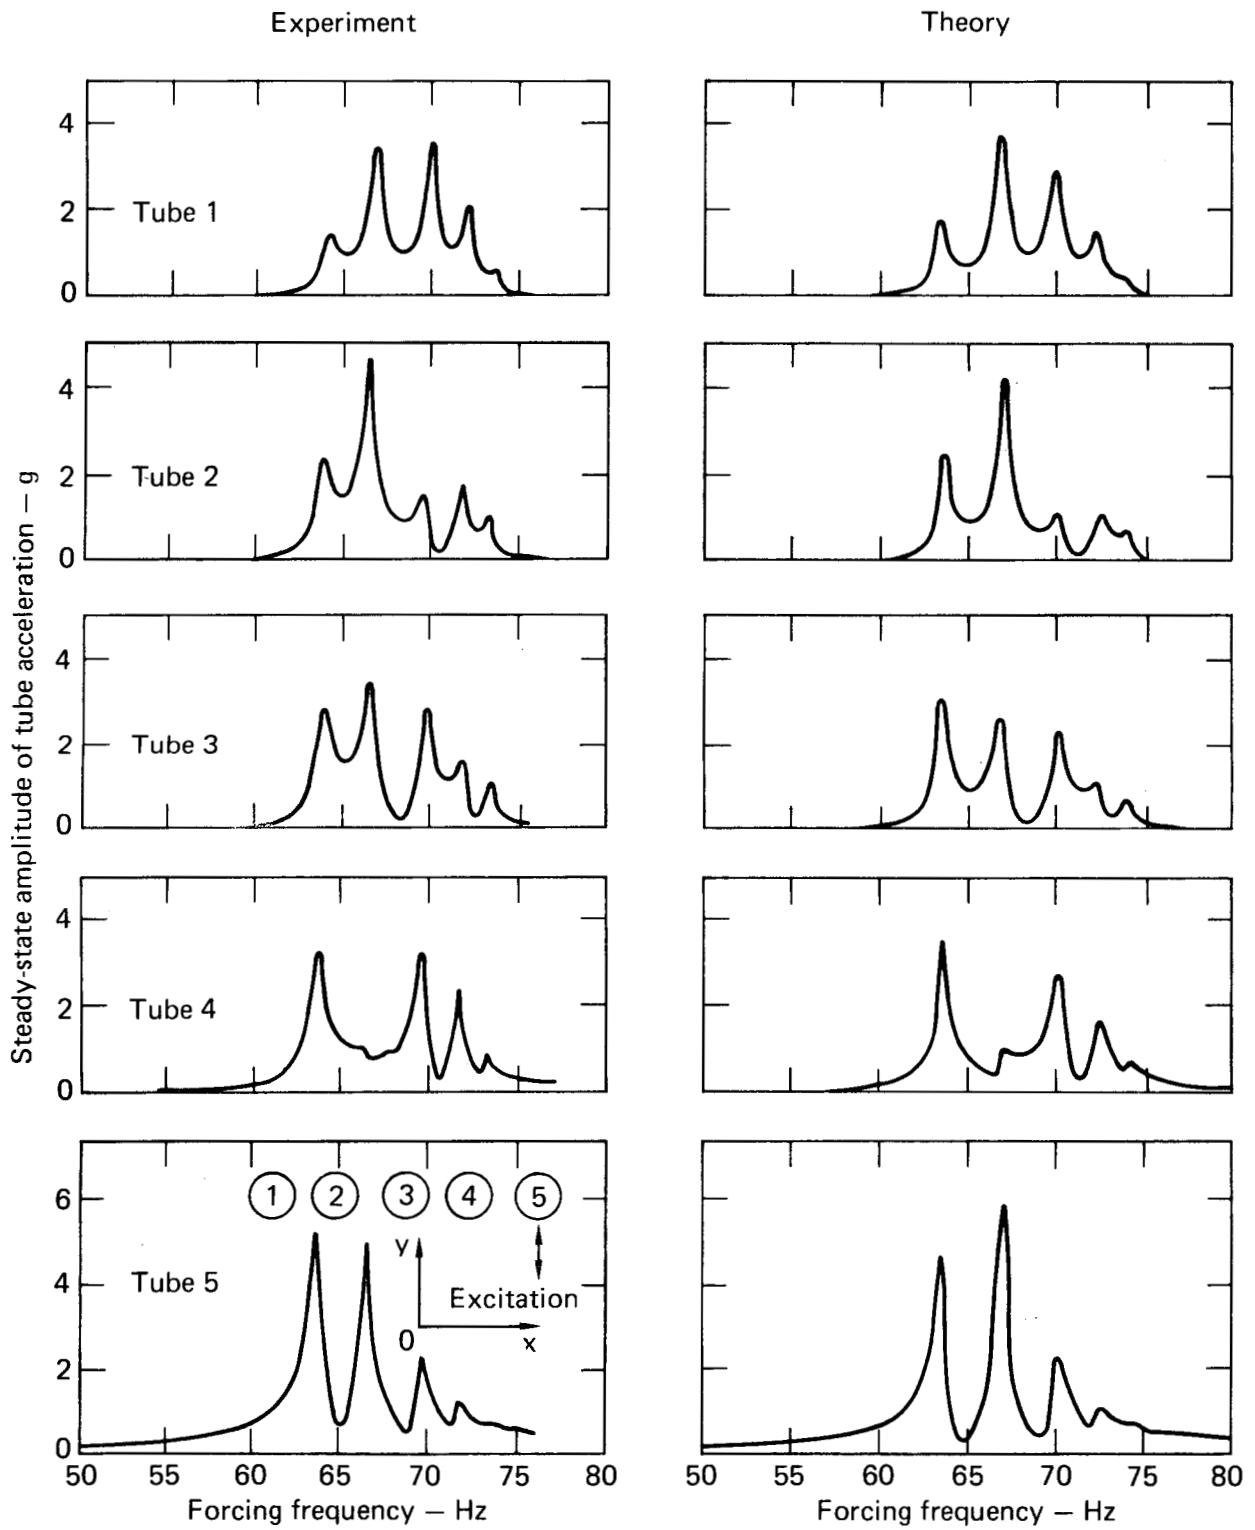 Experiment
Theory
Steady-state amplitude of tube acceleration — g
4
2
0
Tube 1
4
2
0
Tube 2
4
2
0
Tube 3
4
2
0
Tube 4
6
4
2
0
Tube 5
1 2 3 4 5
y
Excitation
0
x
50 55 60 65 70 75 80
Forcing frequency — Hz
50 55 60 65 70 75 80
Forcing frequency — Hz